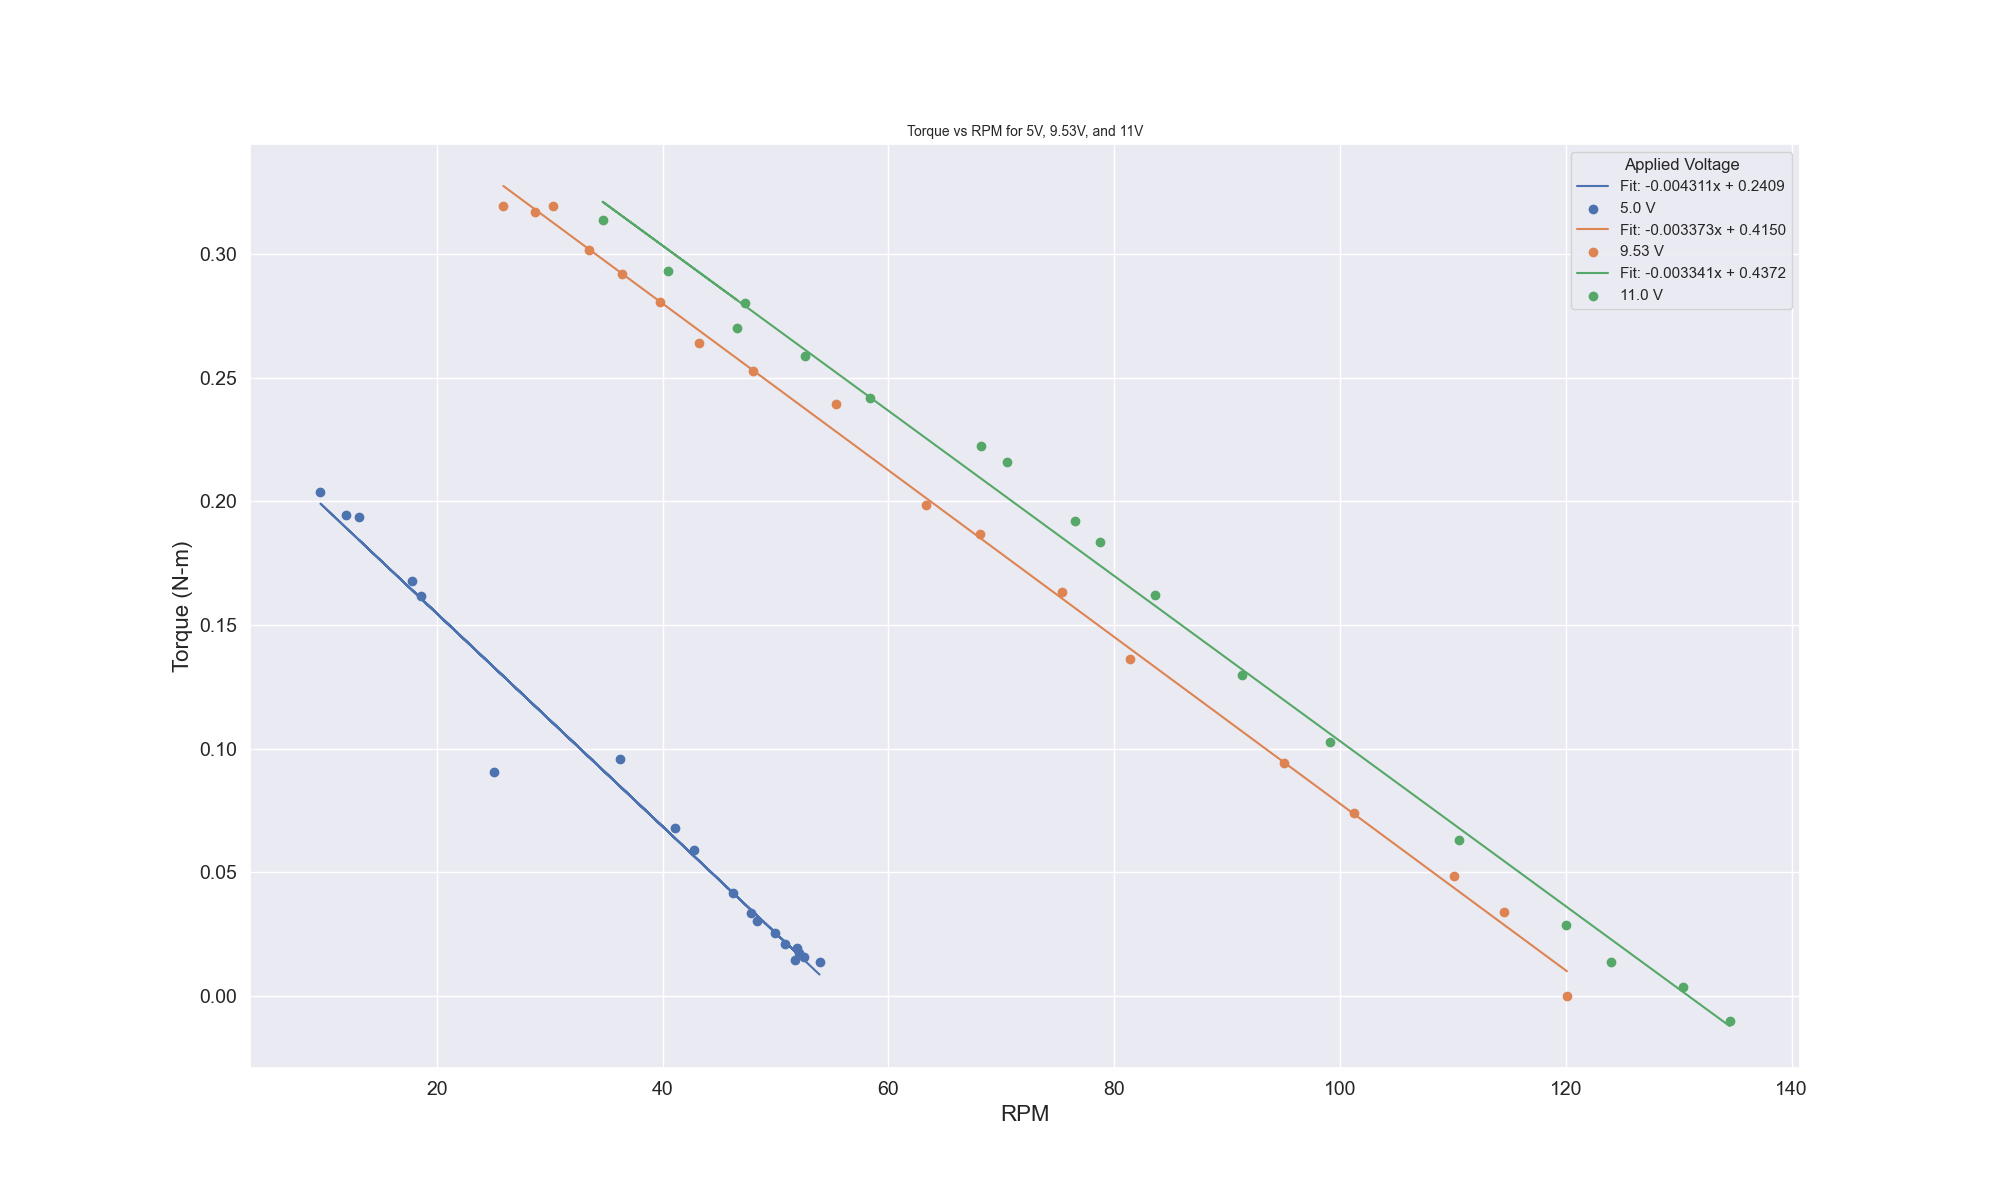 Torque vs RPM for 5V, 9.53V, and 11V
Applied Voltage
Fit: -0.004311x + 0.2409
5.0 V
Fit: -0.003373x + 0.4150
9.53 V
Fit: -0.003341x + 0.4372
11.0 V
0.30
0.25
0.20
0.15
0.10
0.05
0.00
Torque (N-m)
20 40 60 80 100 120 140
RPM